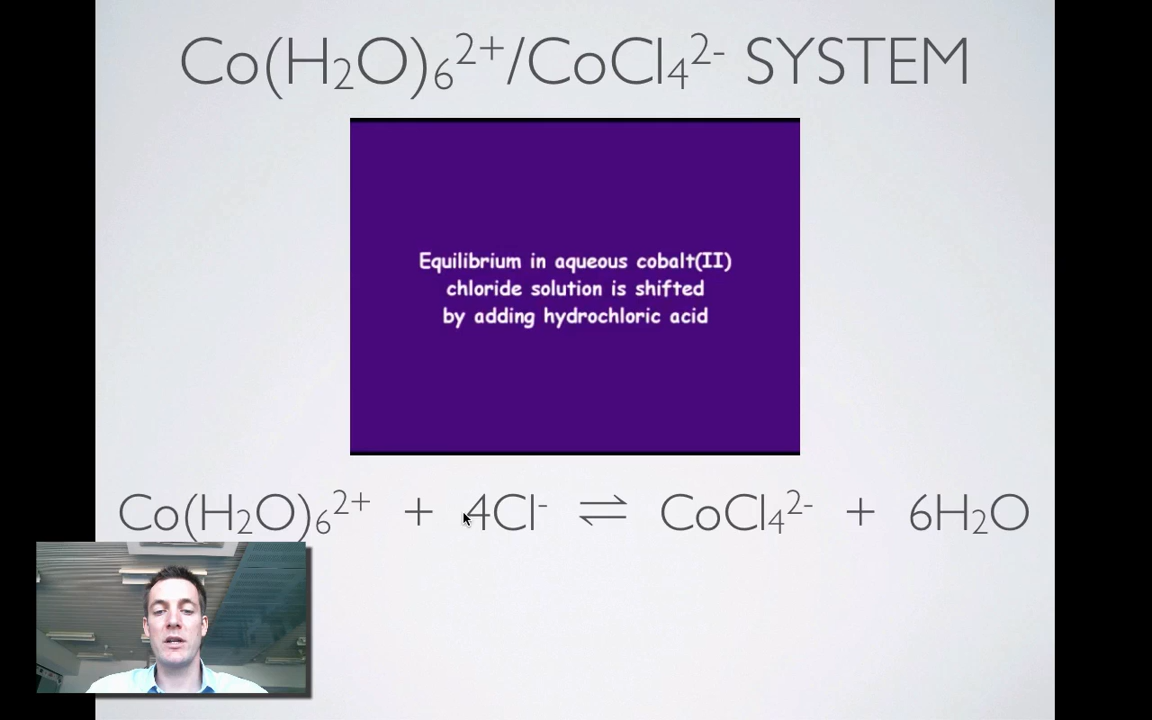 Co(H₂O)₆²⁺/CoCl₄²⁻ SYSTEM
Equilibrium in aqueous cobalt(II)
chloride solution is shifted
by adding hydrochloric acid
Co(H₂O)₆²⁺ + 4Cl⁻ ⇌ CoCl₄²⁻ + 6H₂O